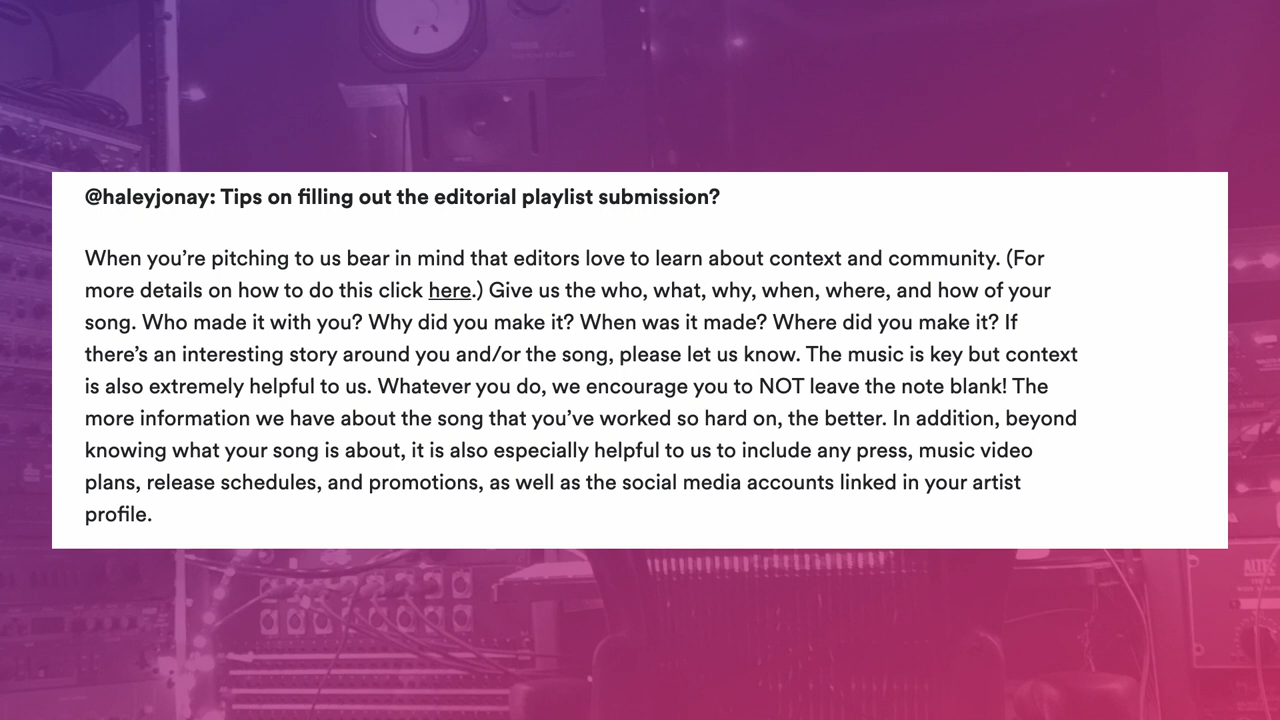 @haleyjonay: Tips on filling out the editorial playlist submission?
When you’re pitching to us bear in mind that editors love to learn about context and community. (For
more details on how to do this click here.) Give us the who, what, why, when, where, and how of your
song. Who made it with you? Why did you make it? When was it made? Where did you make it? If
there’s an interesting story around you and/or the song, please let us know. The music is key but context
is also extremely helpful to us. Whatever you do, we encourage you to NOT leave the note blank! The
more information we have about the song that you’ve worked so hard on, the better. In addition, beyond
knowing what your song is about, it is also especially helpful to us to include any press, music video
plans, release schedules, and promotions, as well as the social media accounts linked in your artist
profile.